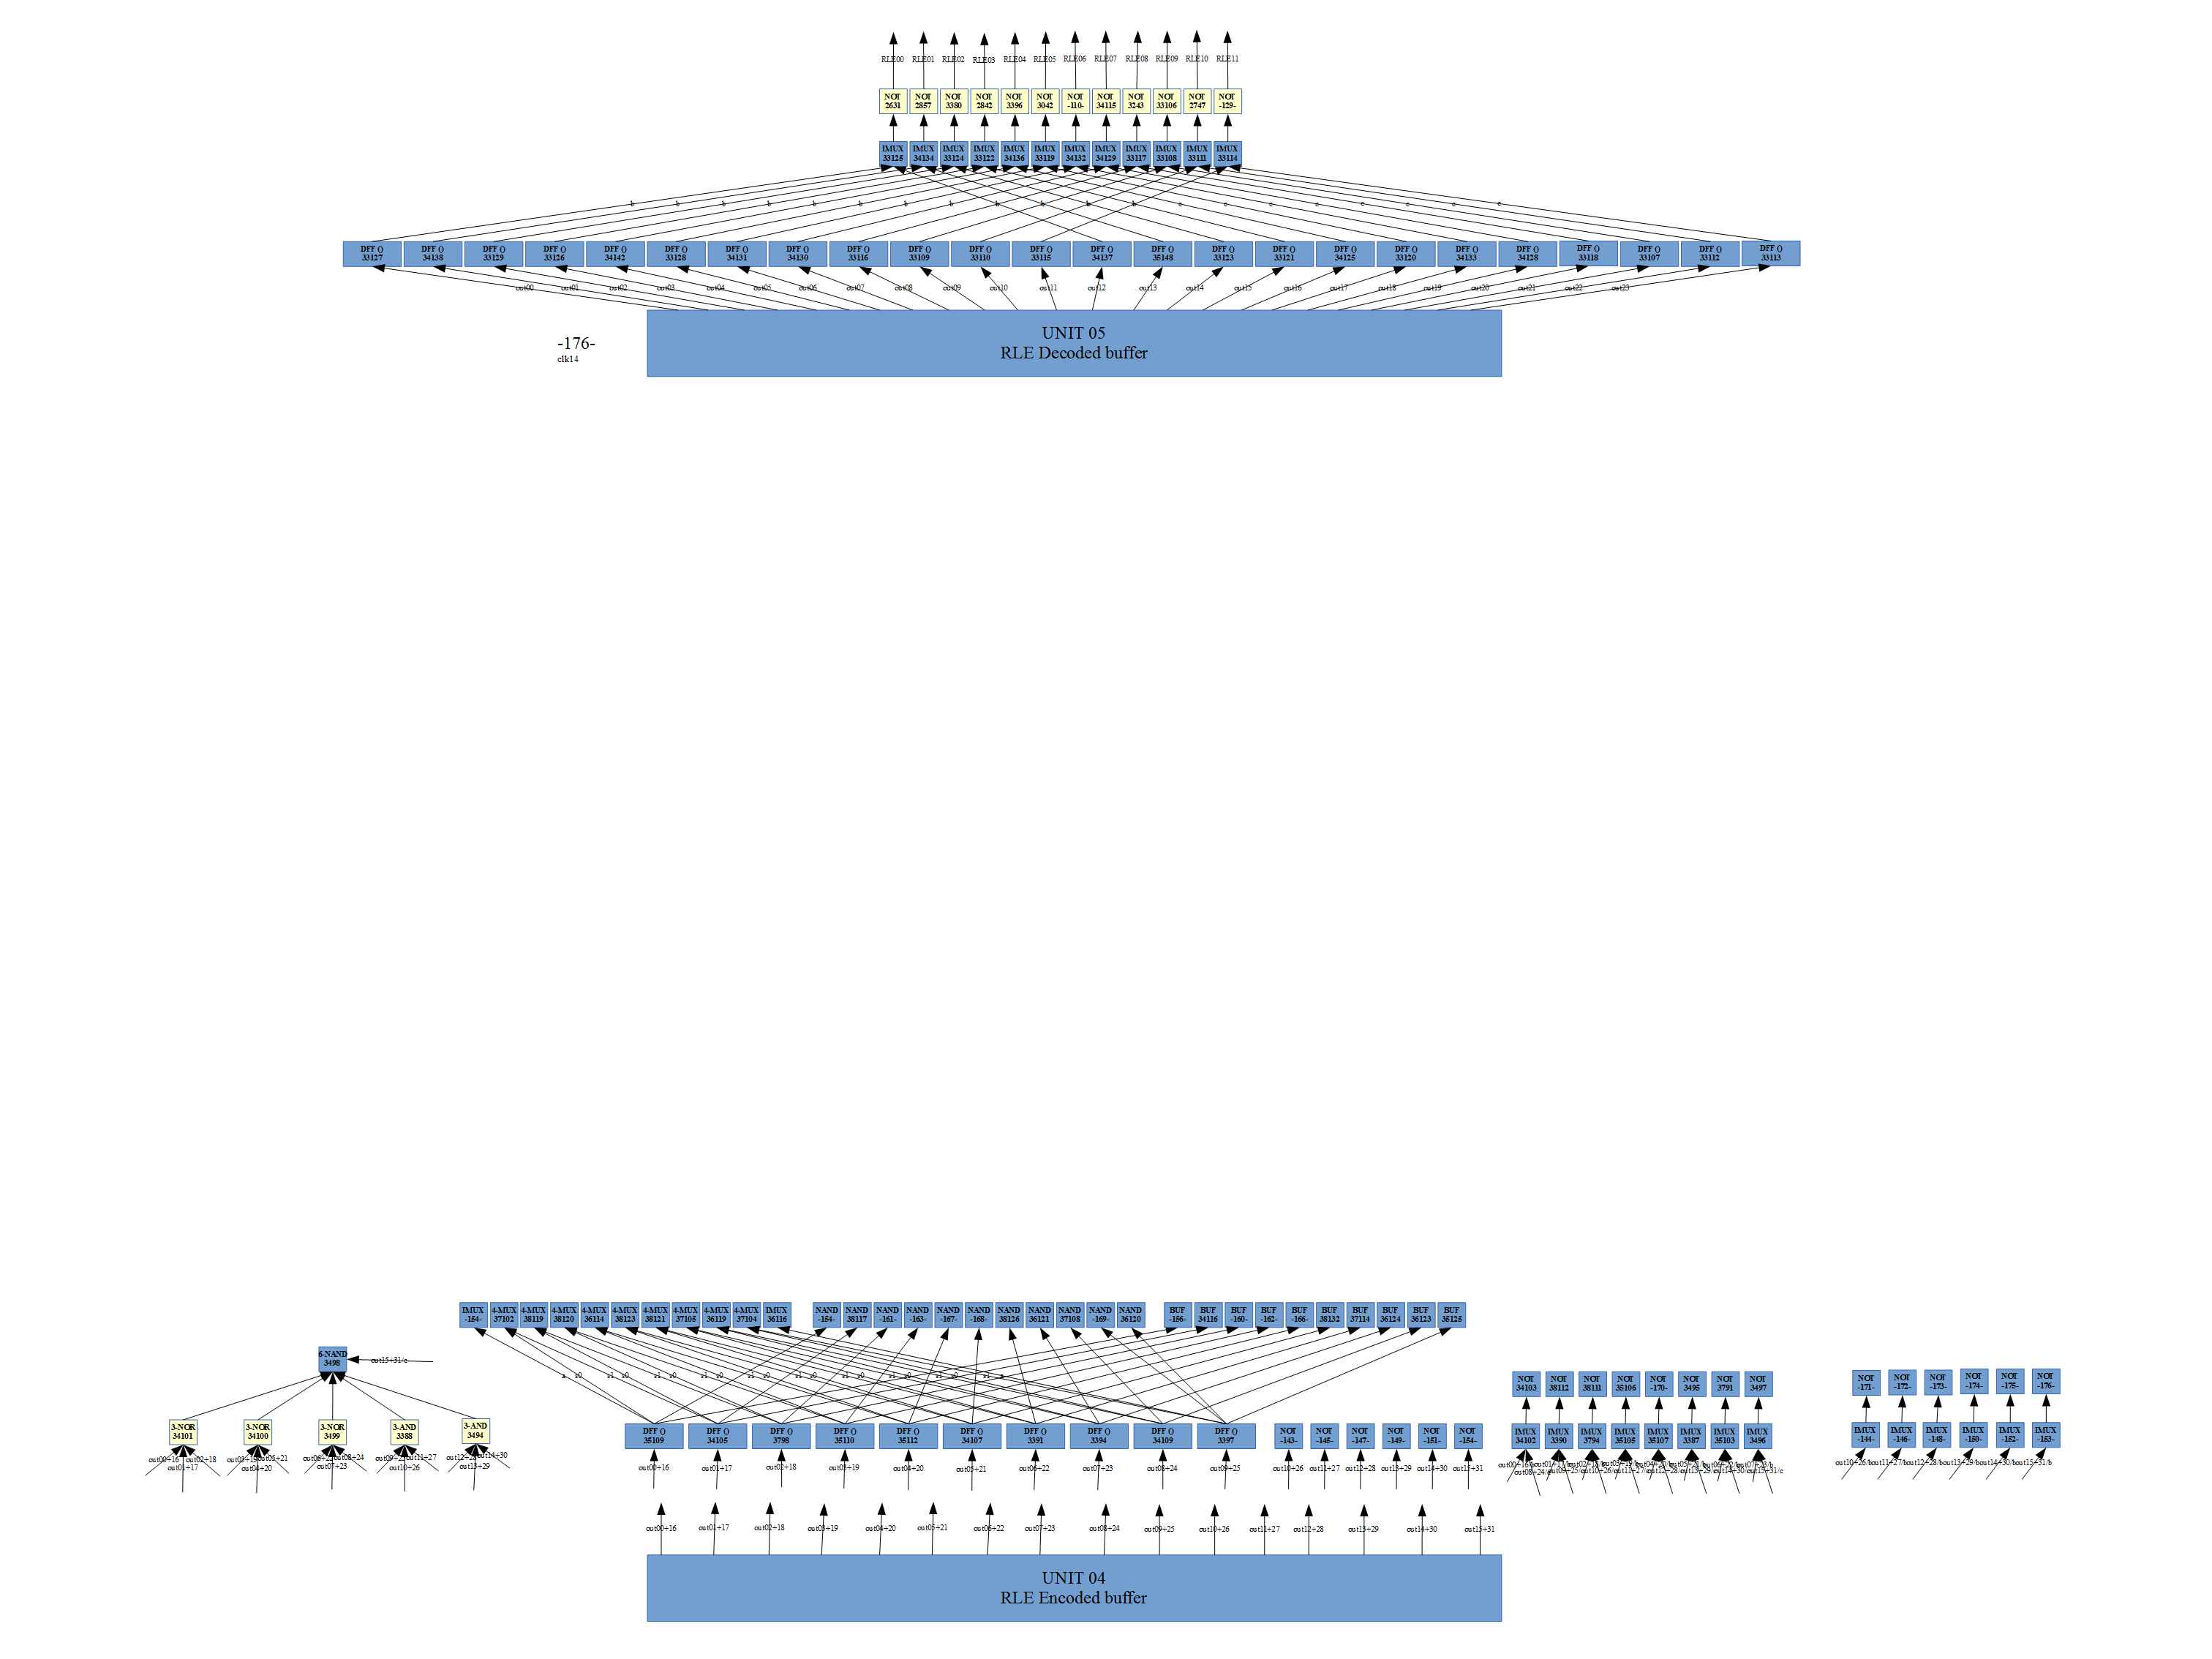 RLE00 RLE01 RLE02 RLE03 RLE04 RLE05 RLE06 RLE07 RLE08 RLE09 RLE10 RLE11
NOT NOT NOT NOT NOT NOT NOT NOT NOT NOT NOT NOT
2631 2857 3380 2842 3396 3042 -110- 34115 3243 33106 2747 -129-
IMUX IMUX IMUX IMUX IMUX IMUX IMUX IMUX IMUX IMUX IMUX IMUX
33125 34134 33124 33122 34136 33119 34132 34129 33117 33108 33111 33114
b b b b b b b b b b b b c c c c c c c c
DFF () DFF () DFF () DFF () DFF () DFF () DFF () DFF () DFF () DFF () DFF () DFF () DFF () DFF () DFF () DFF () DFF () DFF () DFF () DFF () DFF () DFF () DFF () DFF ()
33127 34138 33129 33126 34142 33128 34131 34130 33116 33109 33110 33115 34137 35148 33123 33121 34125 33120 34133 34128 33118 33107 33112 33113
out00 out01 out02 out03 out04 out05 out06 out07 out08 out09 out10 out11 out12 out13 out14 out15 out16 out17 out18 out19 out20 out21 out22 out23
UNIT 05
RLE Decoded buffer
-176-
clk14
IMUX 4-MUX 4-MUX 4-MUX 4-MUX 4-MUX 4-MUX 4-MUX 4-MUX 4-MUX IMUX NAND NAND NAND NAND NAND NAND NAND NAND NAND NAND NAND BUF BUF BUF BUF BUF BUF BUF BUF BUF BUF
-154- 37102 38119 38120 36114 38123 38121 37105 36119 37104 36116 -154- 38117 -161- -163- -167- -168- 38126 36121 37108 -169- 36120 -156- 34116 -160- -162- -166- 38132 37114 36124 36123 35125
6-NAND
3498
out15÷31/c
a s0 s1 s0 s1 s0 s1 s0 s1 s0 s1 s0 s1 s0 s1 s0 s1 a
NOT NOT NOT NOT NOT NOT NOT NOT
34103 38112 38111 35106 -170- 3495 3791 3497
NOT NOT NOT NOT NOT NOT
-171- -172- -173- -174- -175- -176-
3-NOR 3-NOR 3-NOR 3-AND 3-AND
34101 34100 3499 3388 3494
DFF () DFF () DFF () DFF () DFF () DFF () DFF () DFF () DFF () DFF ()
35109 34105 3798 35110 35112 34107 3391 3394 34109 3397
NOT NOT NOT NOT NOT NOT
-143- -145- -147- -149- -151- -154-
IMUX IMUX IMUX IMUX IMUX IMUX IMUX IMUX
34102 3390 3794 35105 35107 3387 35103 3496
IMUX IMUX IMUX IMUX IMUX IMUX
-144- -146- -148- -150- -152- -153-
out00÷16 out02÷18 out03÷19 out05÷21 out06÷22 out08÷24 out09÷25 out11÷27 out12÷28 out14÷30
out01÷17 out04÷20 out07÷23 out10÷26 out13÷29
out00÷16 out01÷17 out02÷18 out03÷19 out04÷20 out05÷21 out06÷22 out07÷23 out08÷24 out09÷25 out10÷26 out11÷27 out12÷28 out13÷29 out14÷30 out15÷31
out10÷26/b out11÷27/b out12÷28/b out13÷29/b out14÷30/b out15÷31/b
out00÷16 out01÷17 out02÷18 out03÷19 out04÷20 out05÷21 out06÷22 out07÷23 out08÷24 out09÷25 out10÷26 out11÷27 out12÷28 out13÷29 out14÷30 out15÷31
UNIT 04
RLE Encoded buffer